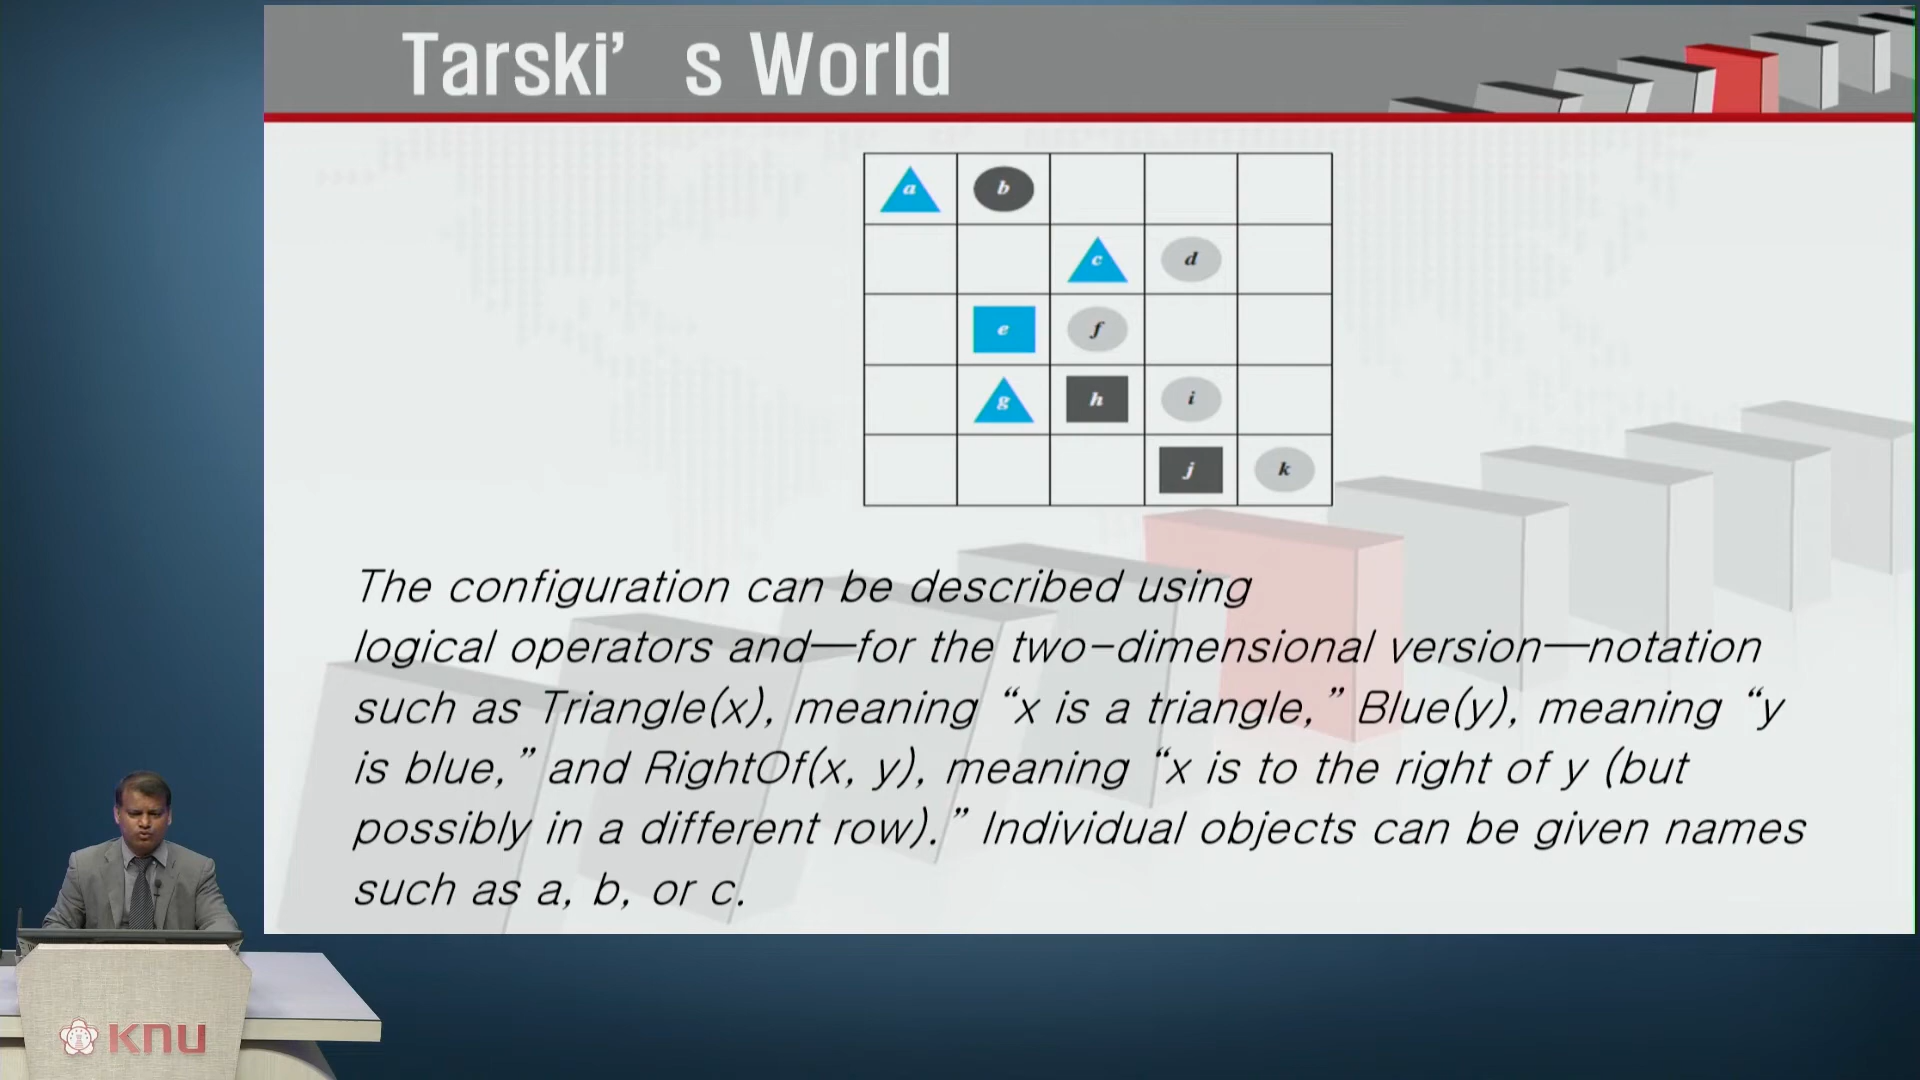 Tarski’ s World
a b
c d
e f
g h i
j k
The configuration can be described using
logical operators and—for the two-dimensional version—notation
such as Triangle(x), meaning “x is a triangle,” Blue(y), meaning “y
is blue,” and RightOf(x, y), meaning “x is to the right of y (but
possibly in a different row).” Individual objects can be given names
such as a, b, or c.
KNU